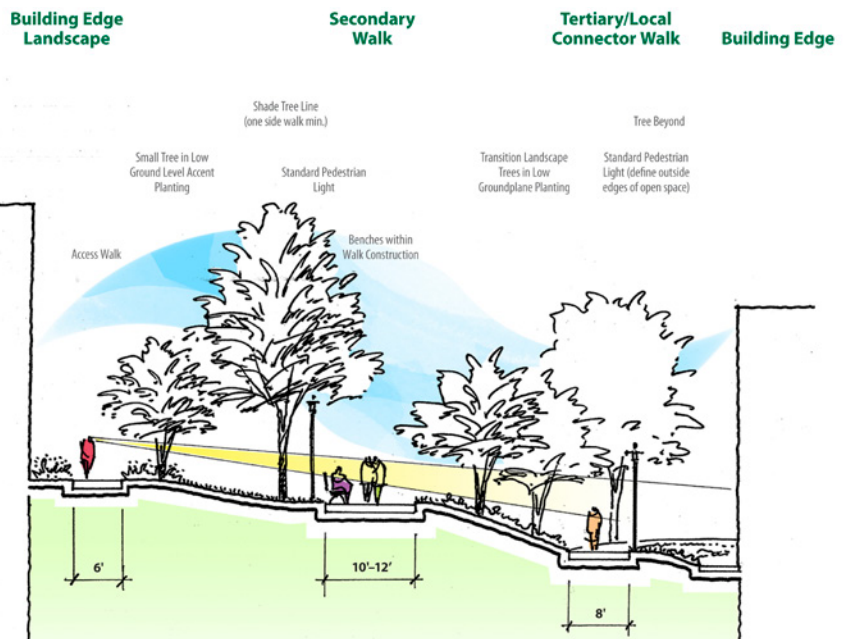 Building Edge
Landscape
Secondary
Walk
Tertiary/Local
Connector Walk
Building Edge
Shade Tree Line
(one side walk min.)
Tree Beyond
Small Tree in Low
Ground Level Accent
Planting
Standard Pedestrian
Light
Transition Landscape
Trees in Low
Groundplane Planting
Standard Pedestrian
Light (define outside
edges of open space)
Access Walk
Benches within
Walk Construction
6'
10'–12'
8'